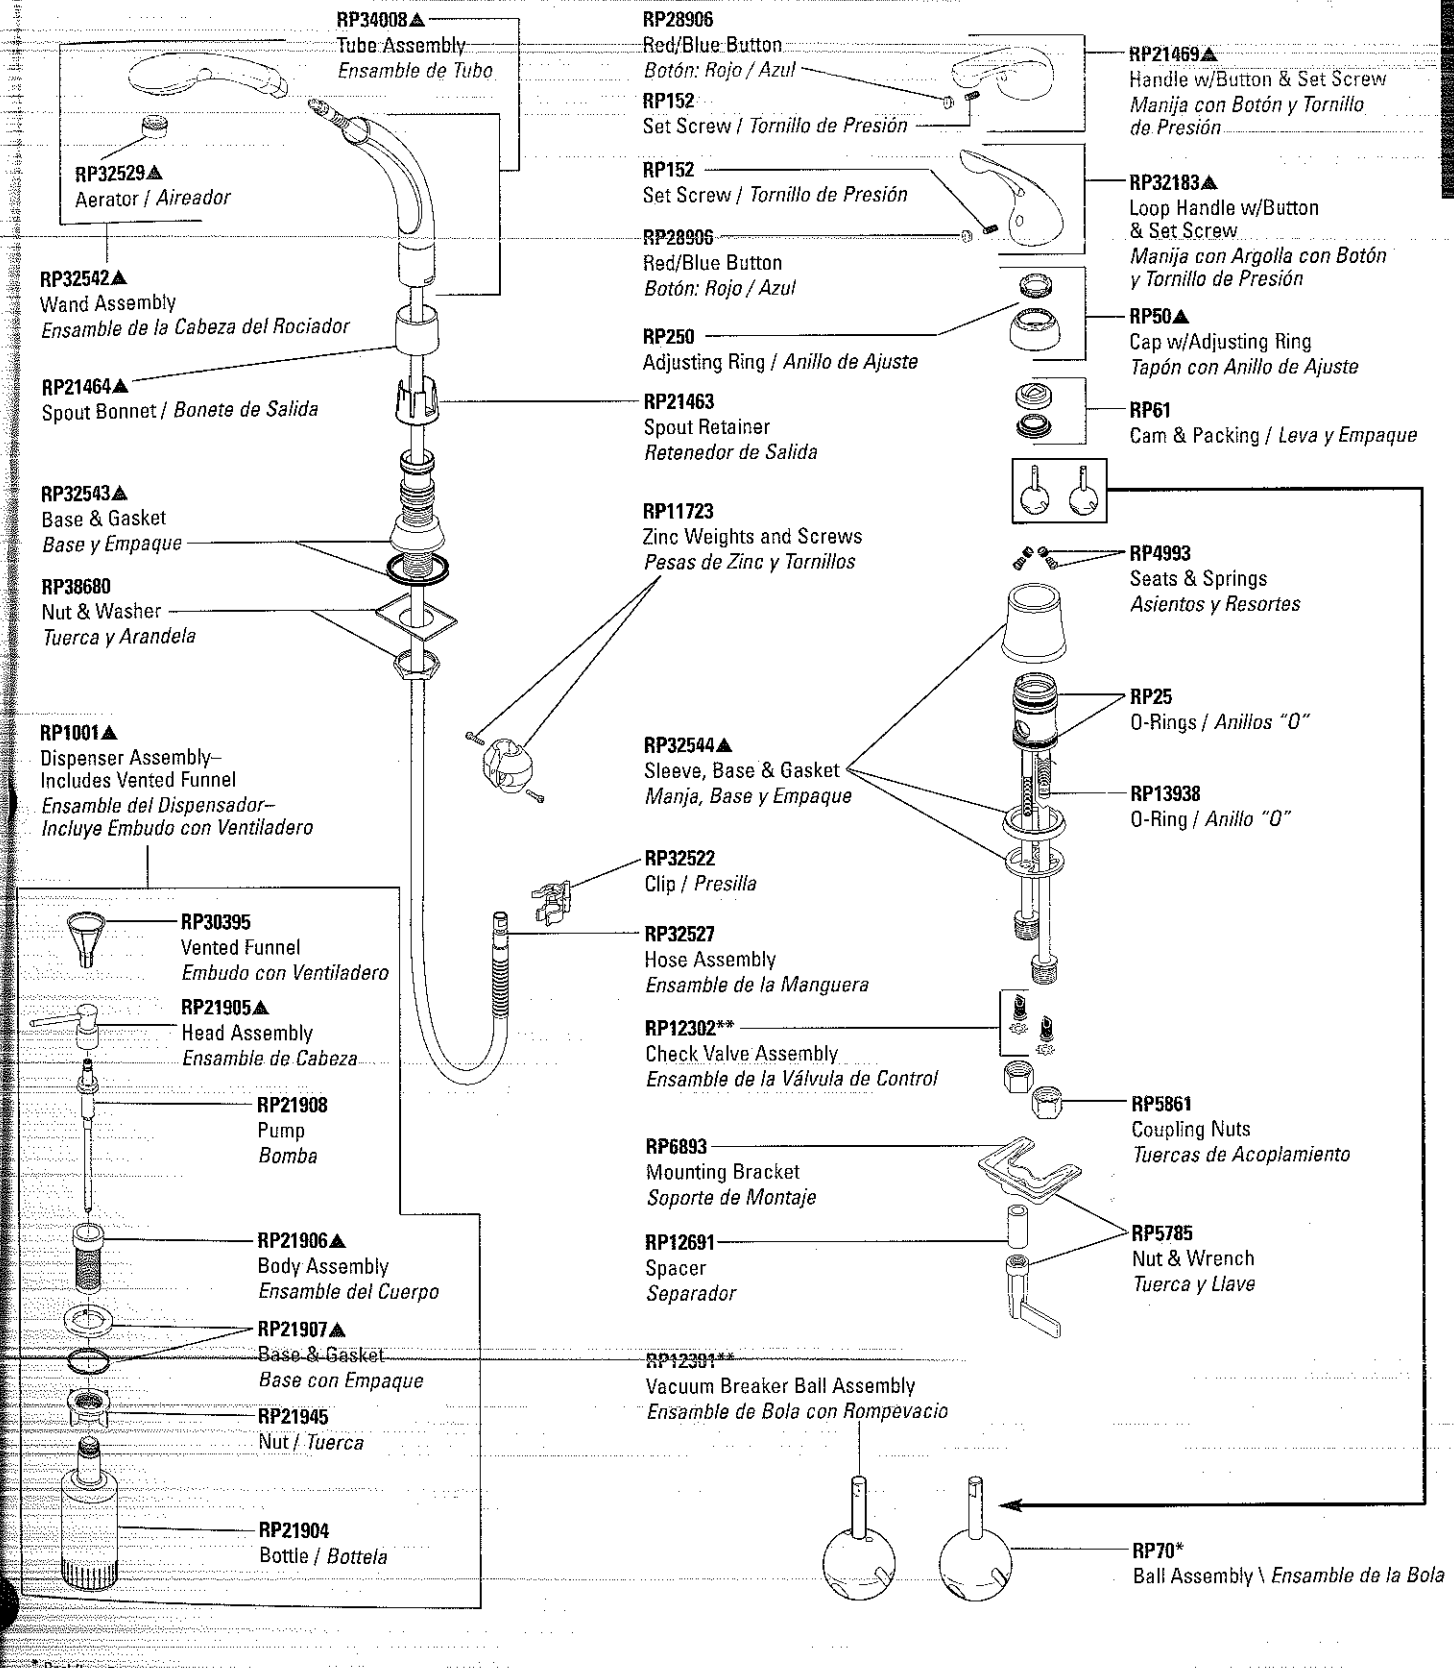 RP34008▲
Tube Assembly
Ensamble de Tubo
RP32529▲
Aerator / Aireador
RP32542▲
Wand Assembly
Ensamble de la Cabeza del Rociador
RP21464▲
Spout Bonnet / Bonete de Salida
RP32543▲
Base & Gasket
Base y Empaque
RP38680
Nut & Washer
Tuerca y Arandela
RP1001▲
Dispenser Assembly–
Includes Vented Funnel
Ensamble del Dispensador–
Incluye Embudo con Ventiladero
RP30395
Vented Funnel
Embudo con Ventiladero
RP21905▲
Head Assembly
Ensamble de Cabeza
RP21908
Pump
Bomba
RP21906▲
Body Assembly
Ensamble del Cuerpo
RP21907▲
Base & Gasket
Base con Empaque
RP21945
Nut / Tuerca
RP21904
Bottle / Bottela
RP28906
Red/Blue Button
Botón: Rojo / Azul
RP152
Set Screw / Tornillo de Presión
RP152
Set Screw / Tornillo de Presión
RP28906
Red/Blue Button
Botón: Rojo / Azul
RP250
Adjusting Ring / Anillo de Ajuste
RP21463
Spout Retainer
Retenedor de Salida
RP11723
Zinc Weights and Screws
Pesas de Zinc y Tornillos
RP32544▲
Sleeve, Base & Gasket
Manja, Base y Empaque
RP32522
Clip / Presilla
RP32527
Hose Assembly
Ensamble de la Manguera
RP12302**
Check Valve Assembly
Ensamble de la Válvula de Control
RP6893
Mounting Bracket
Soporte de Montaje
RP12691
Spacer
Separador
RP12301**
Vacuum Breaker Ball Assembly
Ensamble de Bola con Rompevacio
RP21469▲
Handle w/Button & Set Screw
Manija con Botón y Tornillo
de Presión
RP32183▲
Loop Handle w/Button
& Set Screw
Manija con Argolla con Botón
y Tornillo de Presión
RP50▲
Cap w/Adjusting Ring
Tapón con Anillo de Ajuste
RP61
Cam & Packing / Leva y Empaque
RP4993
Seats & Springs
Asientos y Resortes
RP25
O-Rings / Anillos "O"
RP13938
O-Ring / Anillo "O"
RP5861
Coupling Nuts
Tuercas de Acoplamiento
RP5785
Nut & Wrench
Tuerca y Llave
RP70*
Ball Assembly \ Ensamble de la Bola